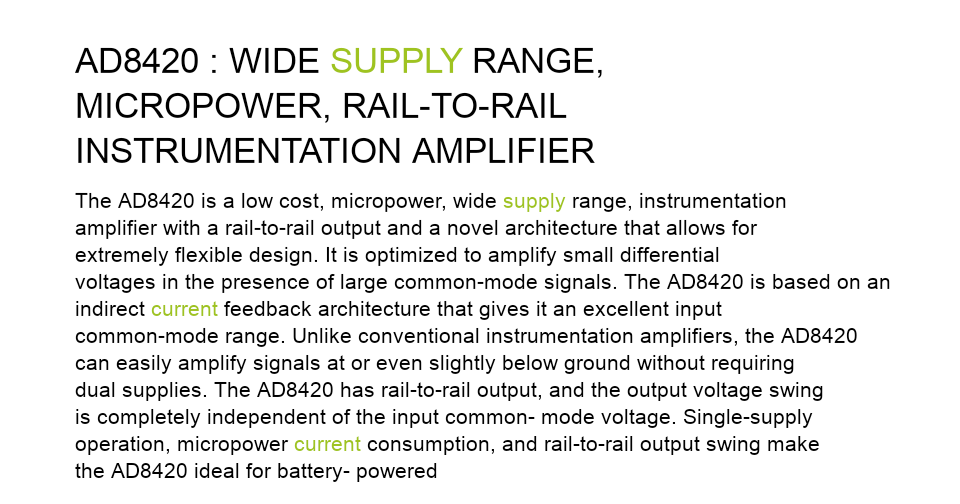 AD8420 : WIDE SUPPLY RANGE,
MICROPOWER, RAIL-TO-RAIL
INSTRUMENTATION AMPLIFIER
The AD8420 is a low cost, micropower, wide supply range, instrumentation
amplifier with a rail-to-rail output and a novel architecture that allows for
extremely flexible design. It is optimized to amplify small differential
voltages in the presence of large common-mode signals. The AD8420 is based on an
indirect current feedback architecture that gives it an excellent input
common-mode range. Unlike conventional instrumentation amplifiers, the AD8420
can easily amplify signals at or even slightly below ground without requiring
dual supplies. The AD8420 has rail-to-rail output, and the output voltage swing
is completely independent of the input common- mode voltage. Single-supply
operation, micropower current consumption, and rail-to-rail output swing make
the AD8420 ideal for battery- powered